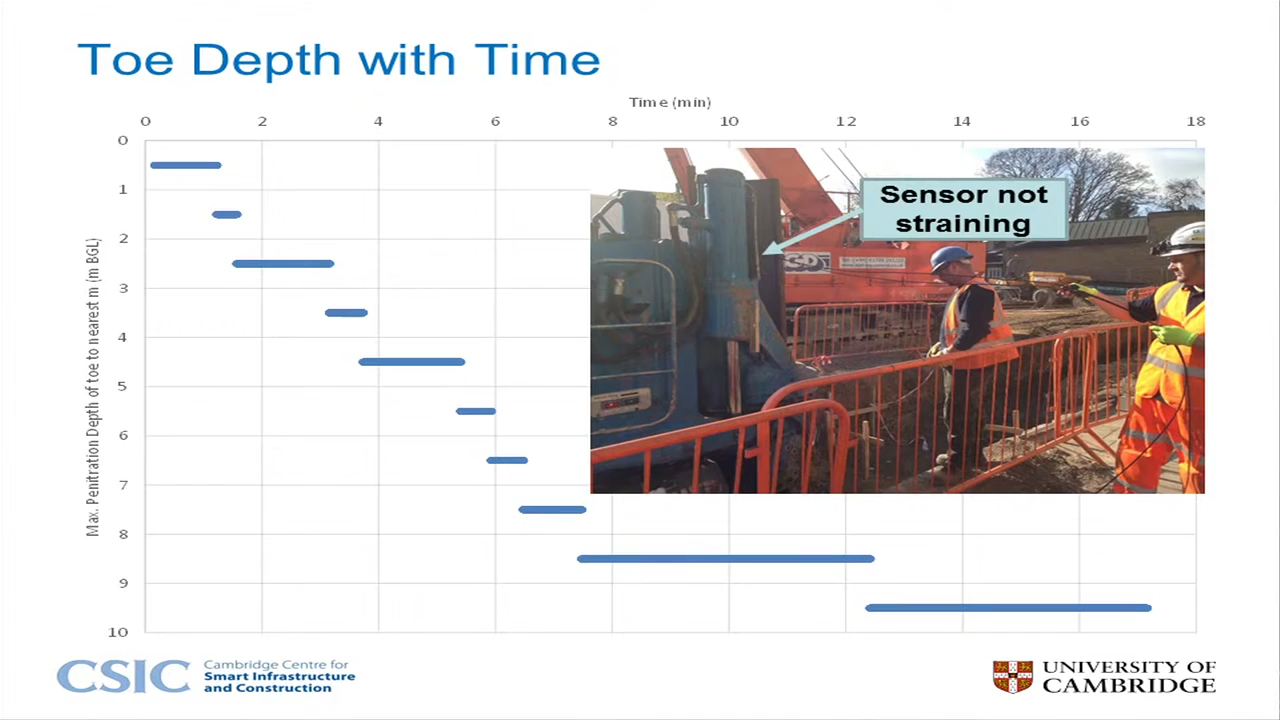 Toe Depth with Time
Time (min)
0 2 4 6 8 10 12 14 16 18
0
1
2
3
4
5
6
7
8
9
10
Max. Penitration Depth of toe to nearest m (m BGL)
Sensor not
straining
CSIC
Cambridge Centre for
Smart Infrastructure
and Construction
UNIVERSITY OF
CAMBRIDGE